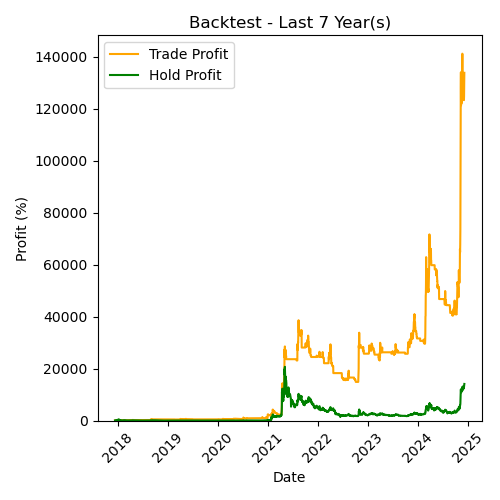 Backtest - Last 7 Year(s)
Trade Profit
Hold Profit
Profit (%)
140000
120000
100000
80000
60000
40000
20000
0
2018 2019 2020 2021 2022 2023 2024 2025
Date